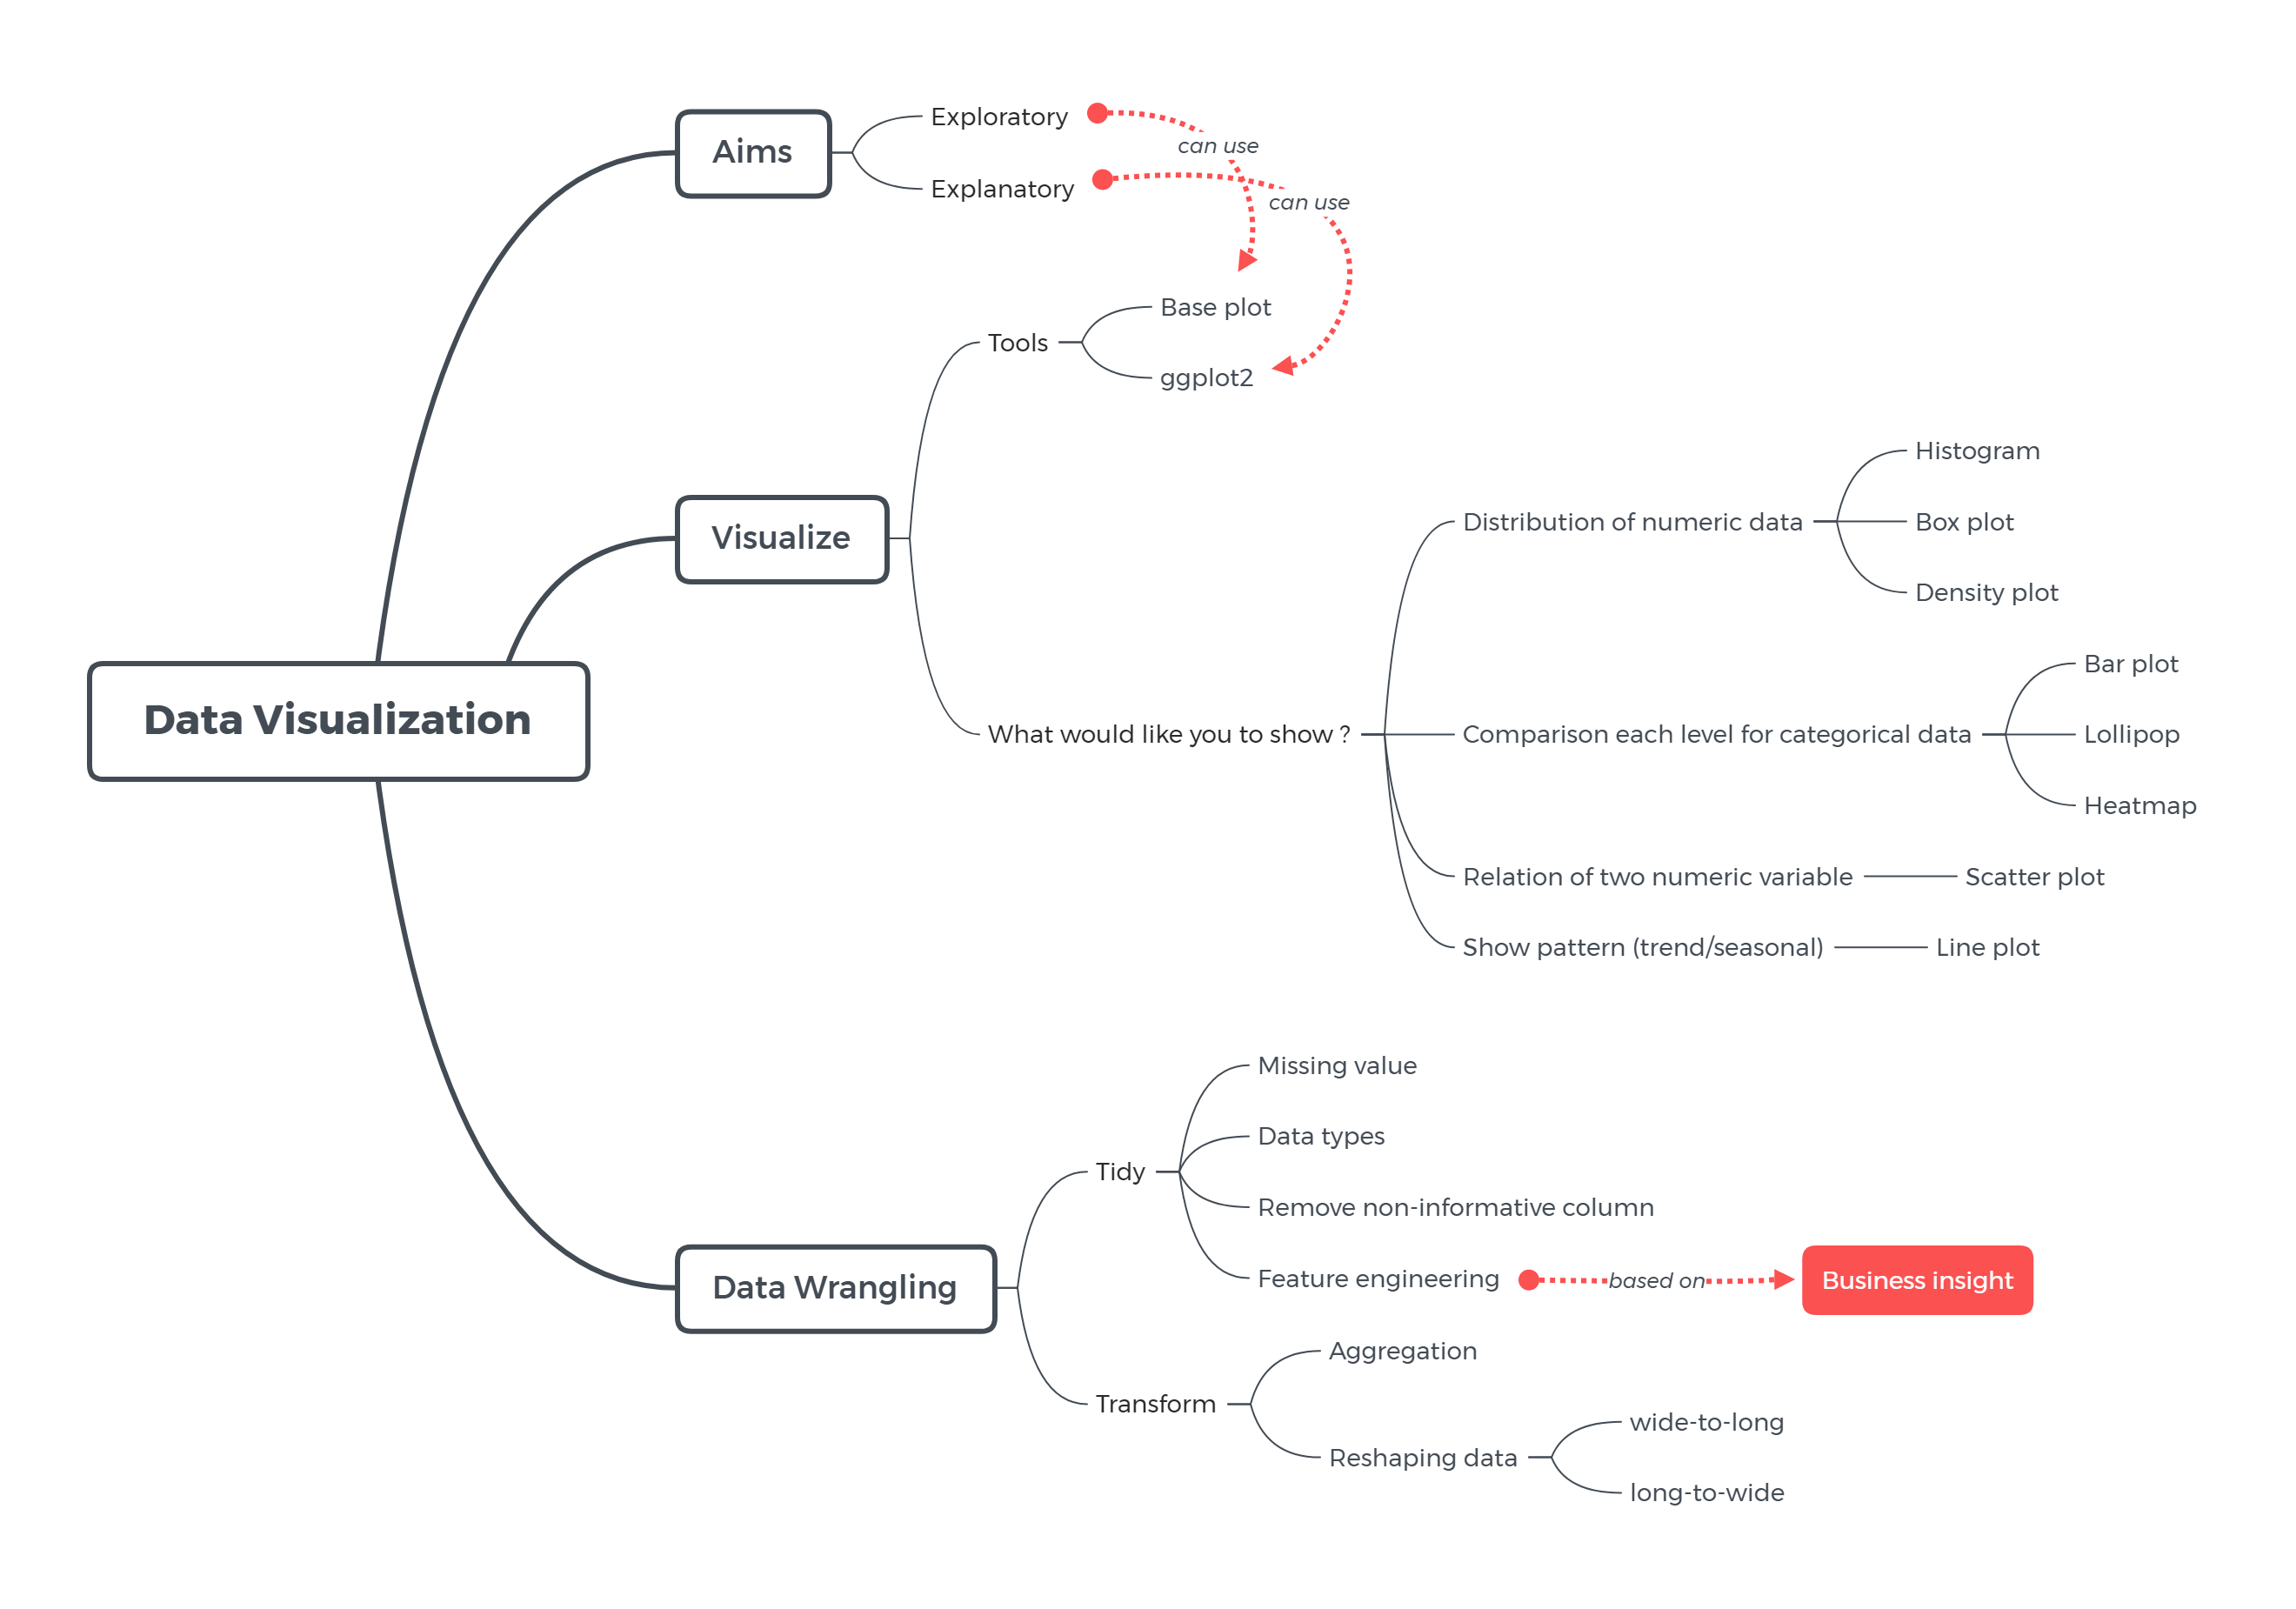 Data Visualization
Aims
Exploratory
can use
Explanatory
can use
Visualize
Tools
Base plot
ggplot2
What would like you to show ?
Distribution of numeric data
Histogram
Box plot
Density plot
Comparison each level for categorical data
Bar plot
Lollipop
Heatmap
Relation of two numeric variable
Scatter plot
Show pattern (trend/seasonal)
Line plot
Data Wrangling
Tidy
Missing value
Data types
Remove non-informative column
Feature engineering
based on
Business insight
Transform
Aggregation
Reshaping data
wide-to-long
long-to-wide